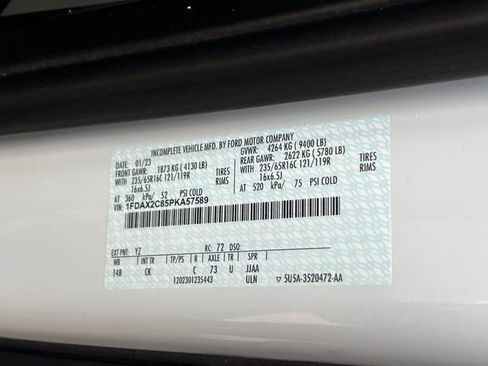 INCOMPLETE VEHICLE MFD. BY FORD MOTOR COMPANY
DATE: 01/23 GVWR: 4264 KG ( 9400 LB)
FRONT GAWR: 1873 KG ( 4130 LB) REAR GAWR: 2622 KG ( 5780 LB)
WITH 235/65R16C 121/119R WITH 235/65R16C 121/119R
16x6.5J 16x6.5J
AT 360 kPa/ 52 PSI COLD AT 520 kPa/ 75 PSI COLD
VIN: 1FDAX2C85PKA57589
EXT PNT: YZ RC: 72 DSO:
WB INT TR TP/PS R AXLE TR SPR
148 CK C 73 U JJAA
1202301235443 ULN 5U5A-3520472-AA